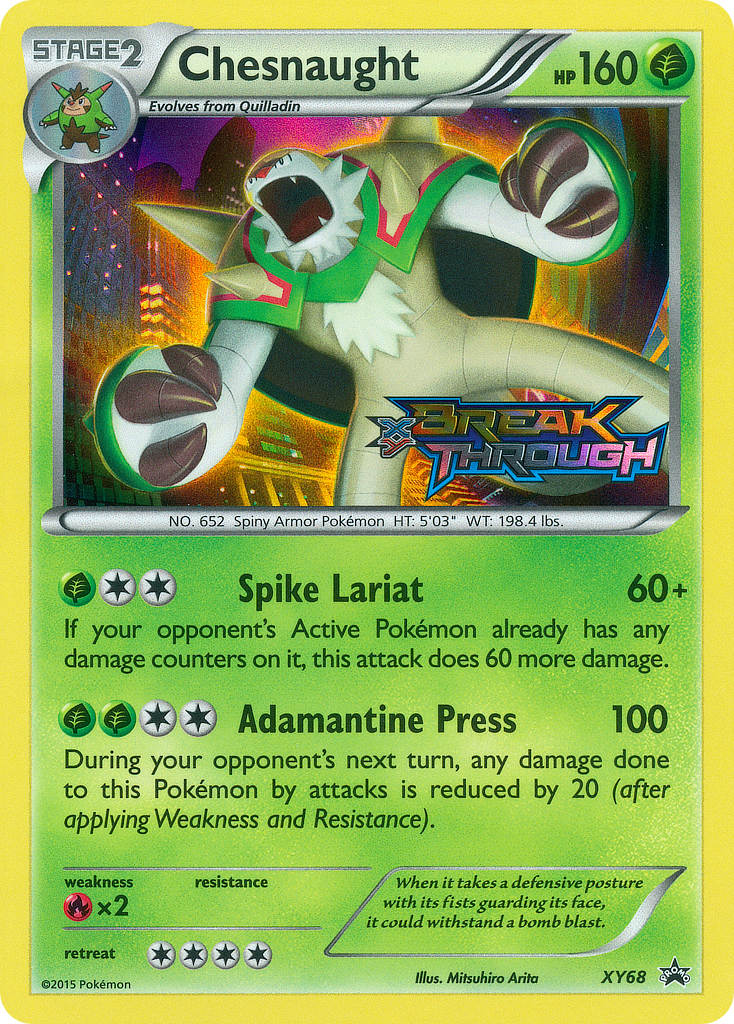 STAGE2
Chesnaught
HP160
Evolves from Quilladin
XY BREAK
THROUGH
NO. 652 Spiny Armor Pokémon HT: 5'03" WT: 198.4 lbs.
Spike Lariat 60+
If your opponent's Active Pokémon already has any
damage counters on it, this attack does 60 more damage.
Adamantine Press 100
During your opponent's next turn, any damage done
to this Pokémon by attacks is reduced by 20 (after
applying Weakness and Resistance).
weakness resistance
×2
retreat
When it takes a defensive posture
with its fists guarding its face,
it could withstand a bomb blast.
©2015 Pokémon
Illus. Mitsuhiro Arita
XY68 PROMO